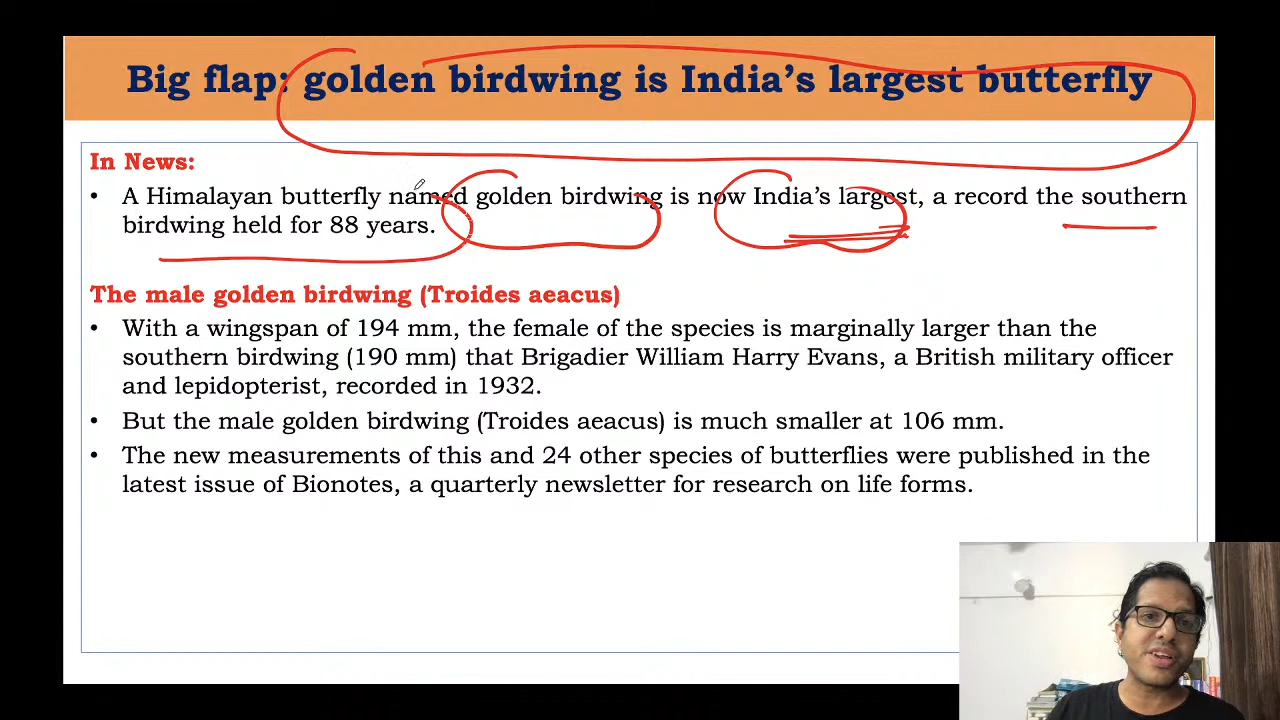 Big flap: golden birdwing is India's largest butterfly
In News:
• A Himalayan butterfly named golden birdwing is now India's largest, a record the southern
birdwing held for 88 years.
The male golden birdwing (Troides aeacus)
• With a wingspan of 194 mm, the female of the species is marginally larger than the
southern birdwing (190 mm) that Brigadier William Harry Evans, a British military officer
and lepidopterist, recorded in 1932.
• But the male golden birdwing (Troides aeacus) is much smaller at 106 mm.
• The new measurements of this and 24 other species of butterflies were published in the
latest issue of Bionotes, a quarterly newsletter for research on life forms.